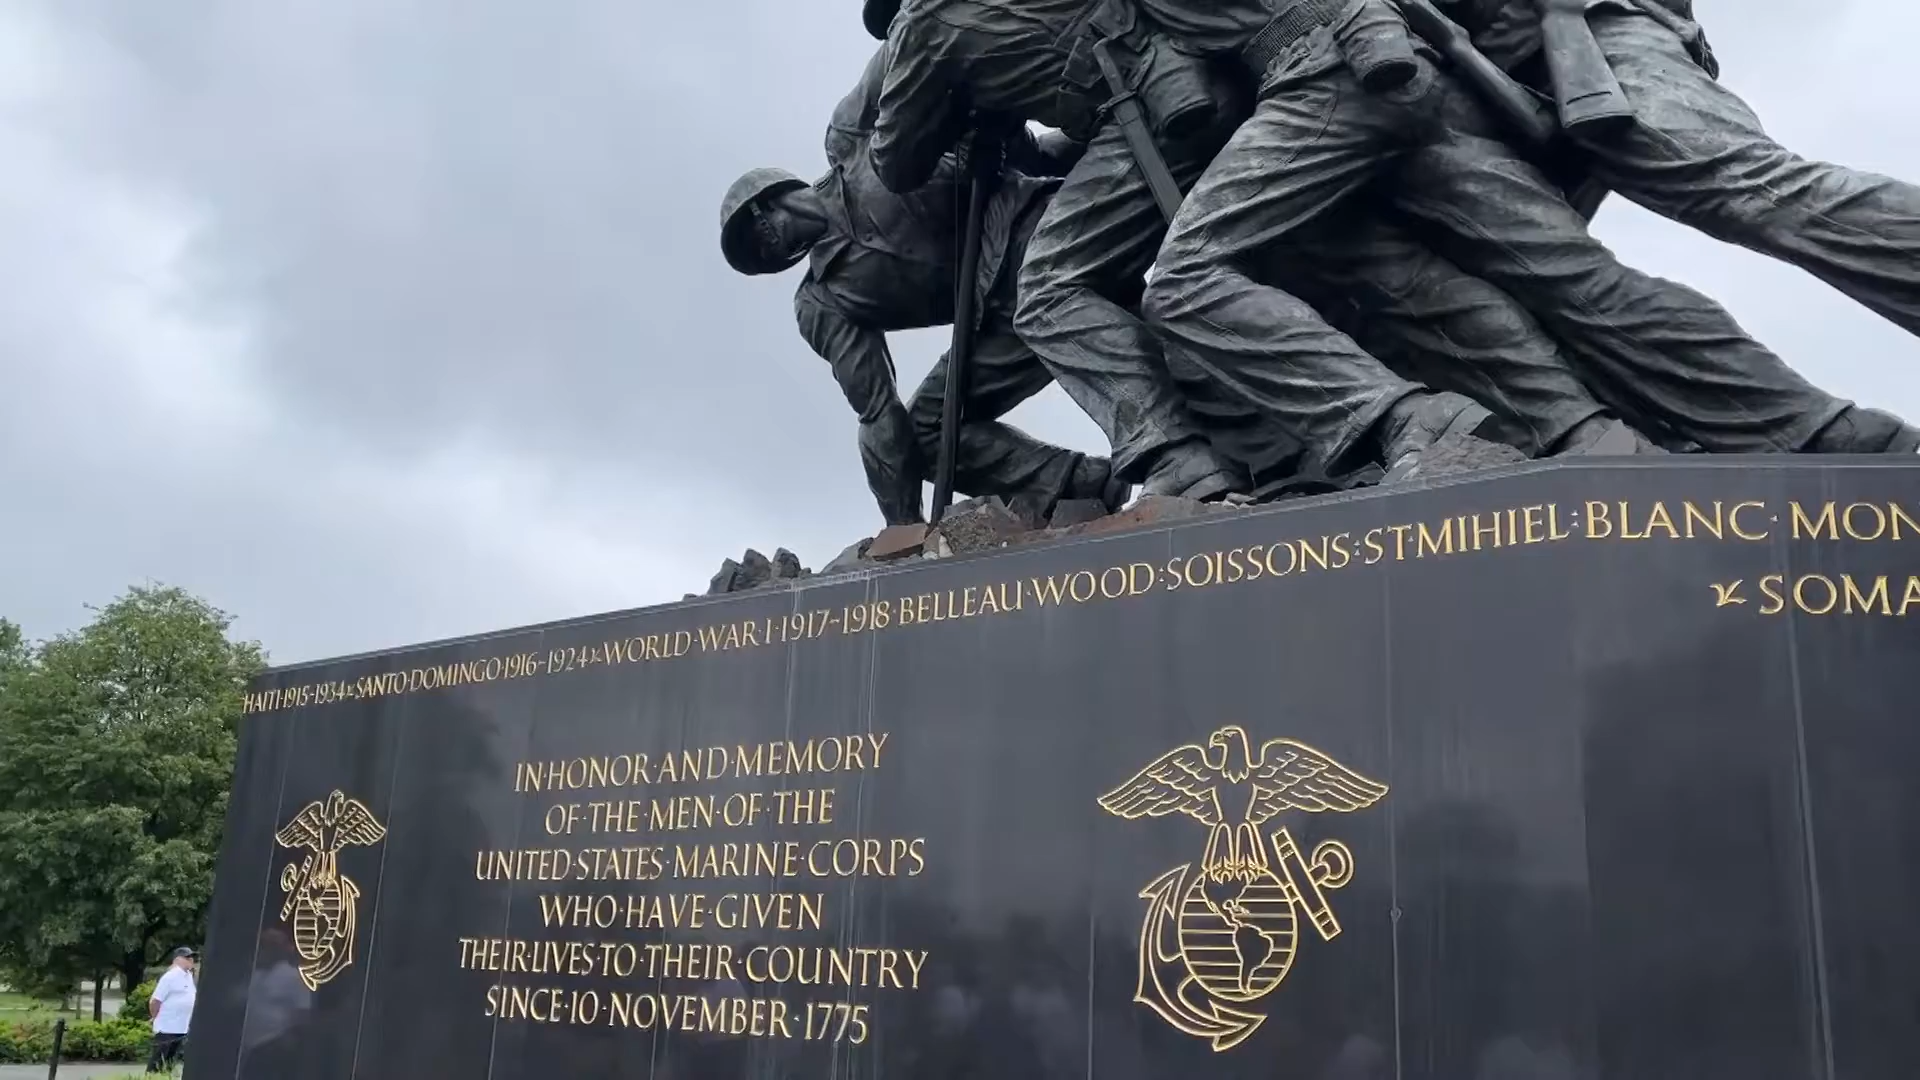 HAITI·1915-1934 SANTO·DOMINGO·1916-1924 WORLD·WAR·I·1917-1918·BELLEAU·WOOD:SOISSONS:ST·MIHIEL:BLANC·MON
SOMA
IN·HONOR·AND·MEMORY
OF·THE·MEN·OF·THE
UNITED·STATES·MARINE·CORPS
WHO·HAVE·GIVEN
THEIR·LIVES·TO·THEIR·COUNTRY
SINCE·10·NOVEMBER·1775